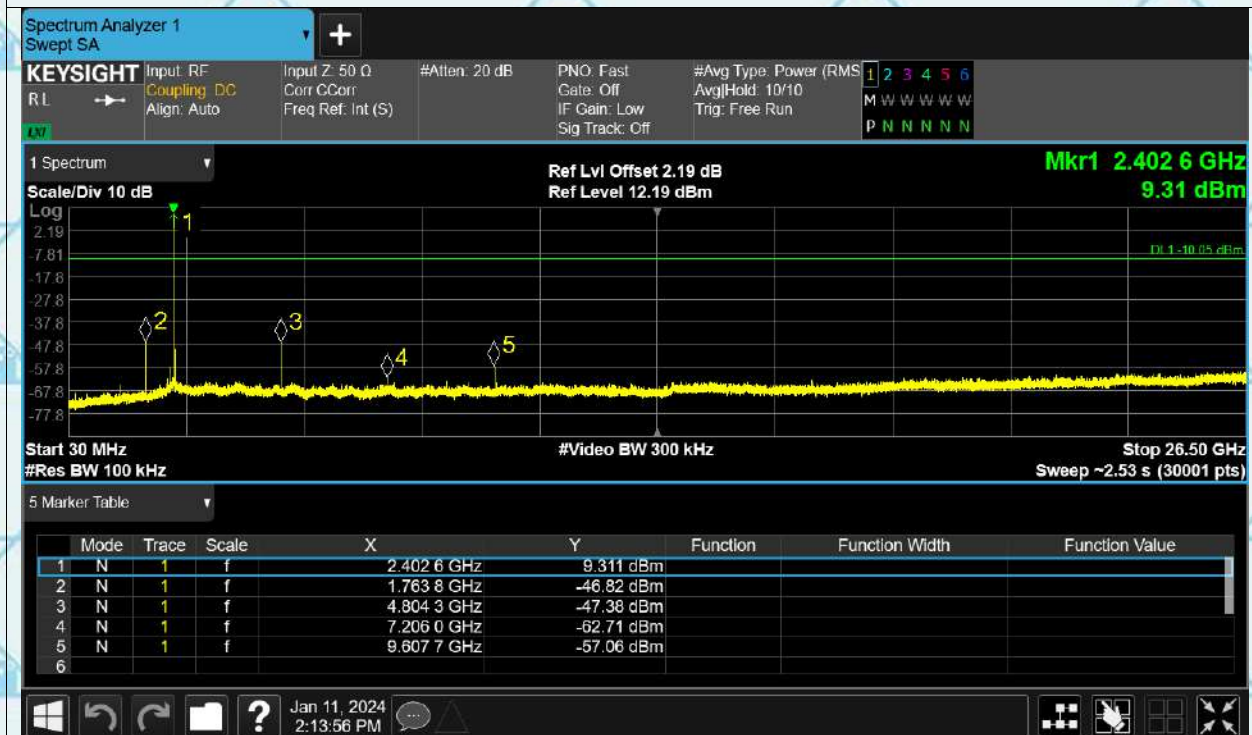 Spectrum Analyzer 1
Swept SA
+
KEYSIGHT
RL
LXI
Input: RF
Coupling: DC
Align: Auto
Input Z: 50 Ω
Corr CCorr
Freq Ref: Int (S)
#Atten: 20 dB
PNO: Fast
Gate: Off
IF Gain: Low
Sig Track: Off
#Avg Type: Power (RMS
Avg|Hold: 10/10
Trig: Free Run
1 2 3 4 5 6
M W W W W W
P N N N N N
1 Spectrum
Scale/Div 10 dB
Log
Ref Lvl Offset 2.19 dB
Ref Level 12.19 dBm
Mkr1 2.402 6 GHz
9.31 dBm
2.19
-7.81
-17.8
-27.8
-37.8
-47.8
-57.8
-67.8
-77.8
DL1 -10.05 dBm
1
2
3
4
5
Start 30 MHz
#Res BW 100 kHz
#Video BW 300 kHz
Stop 26.50 GHz
Sweep ~2.53 s (30001 pts)
5 Marker Table
Mode Trace Scale X Y Function Function Width Function Value
1 N 1 f 2.402 6 GHz 9.311 dBm
2 N 1 f 1.763 8 GHz -46.82 dBm
3 N 1 f 4.804 3 GHz -47.38 dBm
4 N 1 f 7.206 0 GHz -62.71 dBm
5 N 1 f 9.607 7 GHz -57.06 dBm
6
?
Jan 11, 2024
2:13:56 PM